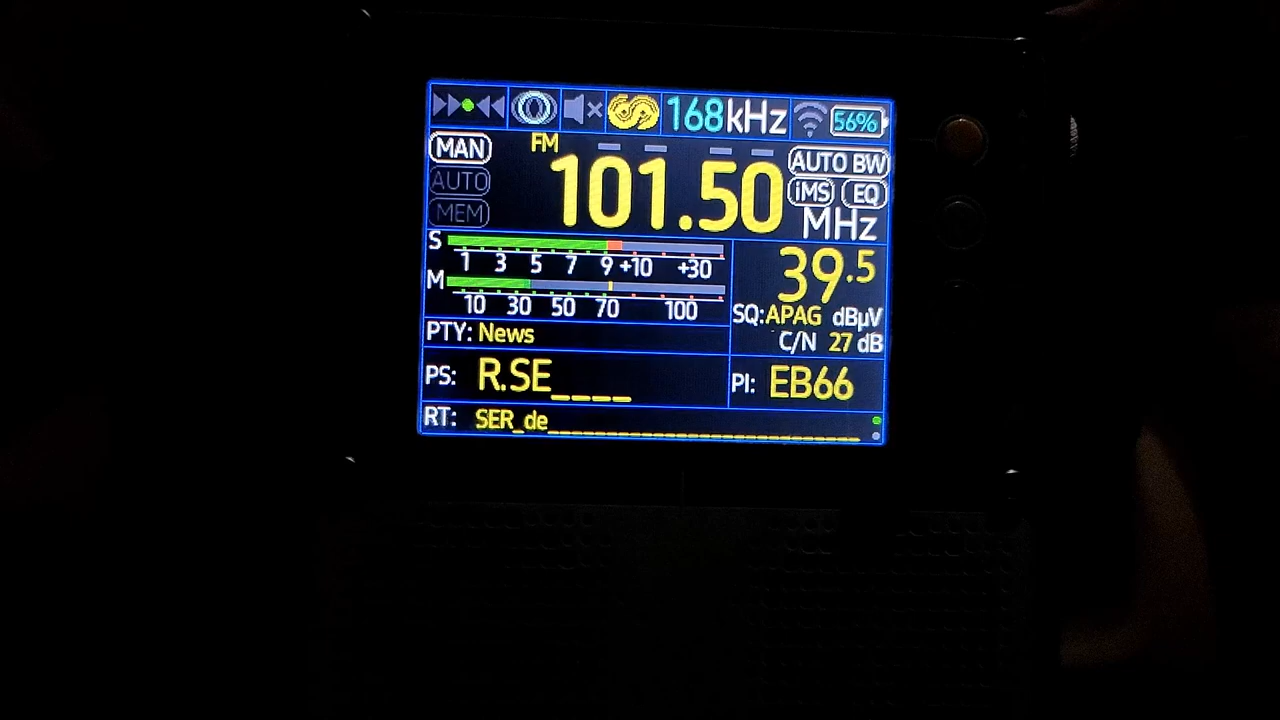 168kHz 56%
MAN FM AUTO BW
AUTO 101.50 iMS EQ
MEM MHz
S 1 3 5 7 9 +10 +30 39.5
M 10 30 50 70 100 SQ:APAG dBμV
C/N 27 dB
PTY: News
PS: R.SE____ PI: EB66
RT: SER_de__________________________